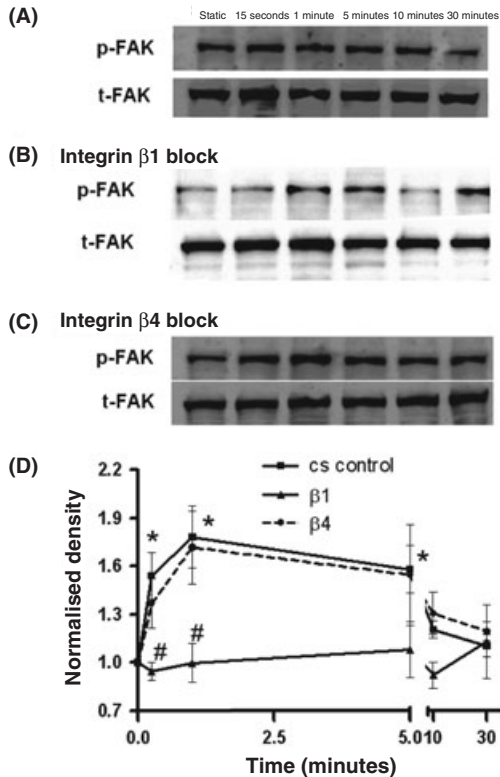 (A)
Static 15 seconds 1 minute 5 minutes 10 minutes 30 minutes
p-FAK
t-FAK
(B) Integrin β1 block
p-FAK
t-FAK
(C) Integrin β4 block
p-FAK
t-FAK
(D)
cs control
β1
β4
Normalised density
2.2
1.9
1.6
1.3
1.0
0.7
*
*
*
#
#
0.0 2.5 5.0 10 30
Time (minutes)